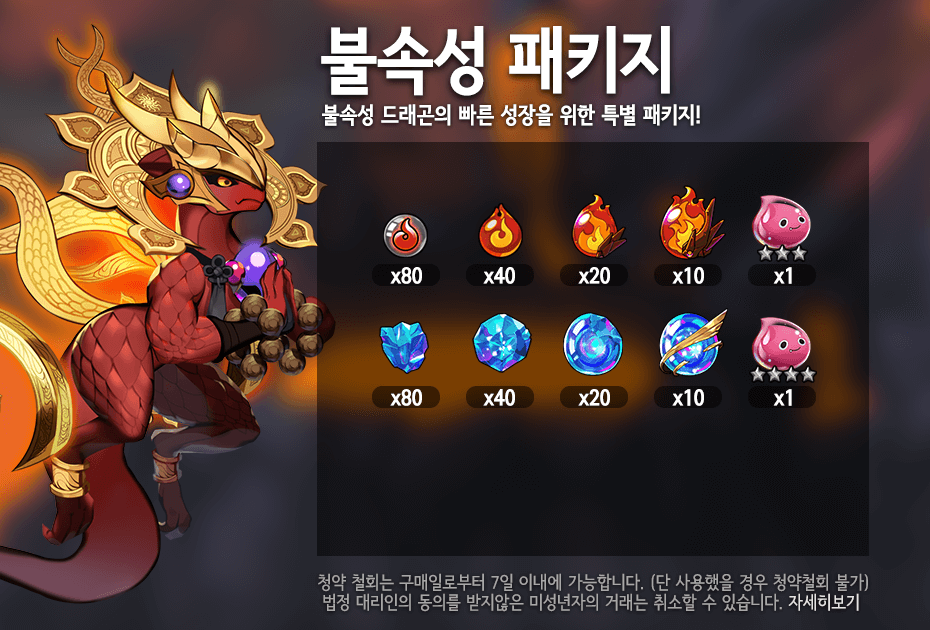 불속성 패키지
불속성 드래곤의 빠른 성장을 위한 특별 패키지!
x80 x40 x20 x10 x1
x80 x40 x20 x10 x1
청약 철회는 구매일로부터 7일 이내에 가능합니다. (단 사용했을 경우 청약철회 불가)
법정 대리인의 동의를 받지않은 미성년자의 거래는 취소할 수 있습니다. 자세히보기